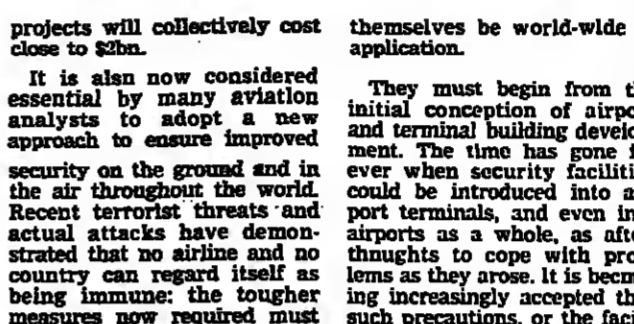 projects will collectively cost
close to $2bn.
It is alsn now considered
essential by many aviation
analysts to adopt a new
approach to ensure improved
security on the ground and in
the air throughout the world.
Recent terrorist threats and
actual attacks have demon-
strated that no airline and no
country can regard itself as
being immune: the tougher
measures now required must
themselves be world-wide
application.
They must begin from
initial conception of
and terminal building
ment. The time has gone
ever when security
could be introduced into
port terminals, and even
airports as a whole, as
thnughts to cope with
lems as they arose. It is
ing increasingly accepted
such precautions, or the